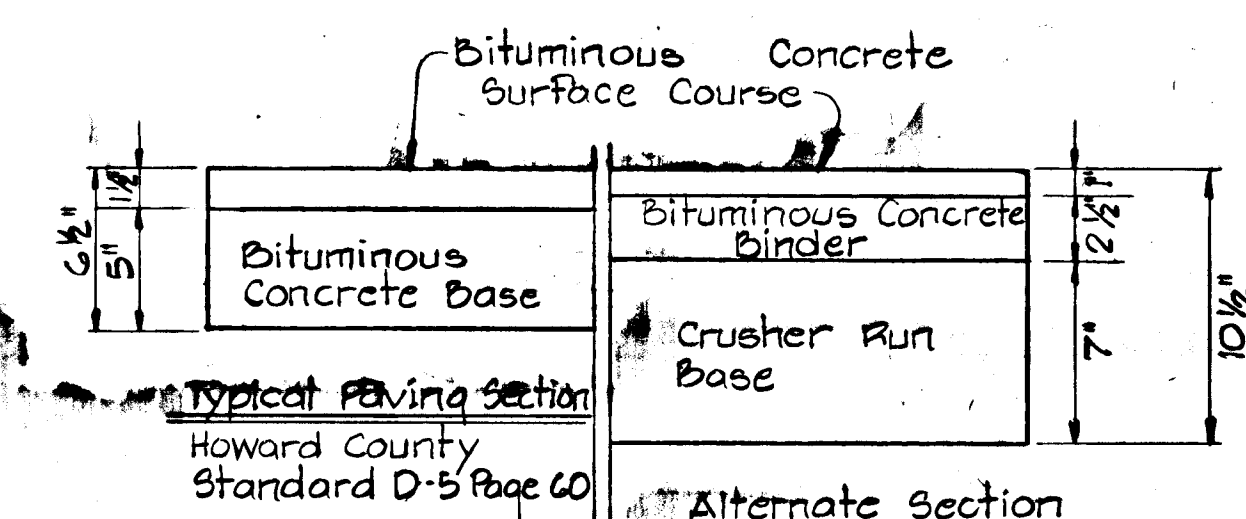 Bituminous Concrete
Surface Course
1½"
6½"
5"
Bituminous
Concrete Base
Typical Paving Section
Howard County
Standard D-5 Page 60
Bituminous Concrete
Binder
Crusher Run
Base
1"
2½"
7"
10½"
Alternate Section